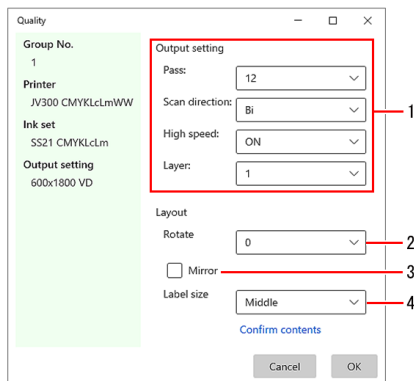 Quality
Group No.
1
Printer
JV300 CMYKLcLmWW
Ink set
SS21 CMYKLcLm
Output setting
600x1800 VD
Output setting
Pass: 12
Scan direction: Bi
High speed: ON
Layer: 1
1
Layout
Rotate 0
2
Mirror
3
Label size Middle
4
Confirm contents
Cancel OK